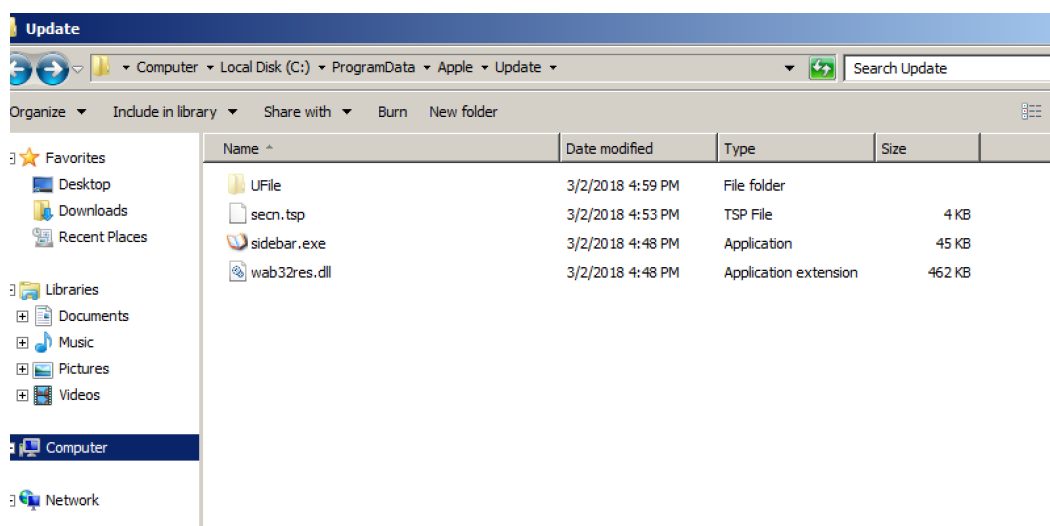 Update
Computer Local Disk (C:) ProgramData Apple Update Search Update
Organize Include in library Share with Burn New folder
Name Date modified Type Size
Favorites
Desktop
Downloads
Recent Places
Libraries
Documents
Music
Pictures
Videos
Computer
Network
UFile 3/2/2018 4:59 PM File folder
secn.tsp 3/2/2018 4:53 PM TSP File 4 KB
sidebar.exe 3/2/2018 4:48 PM Application 45 KB
wab32res.dll 3/2/2018 4:48 PM Application extension 462 KB